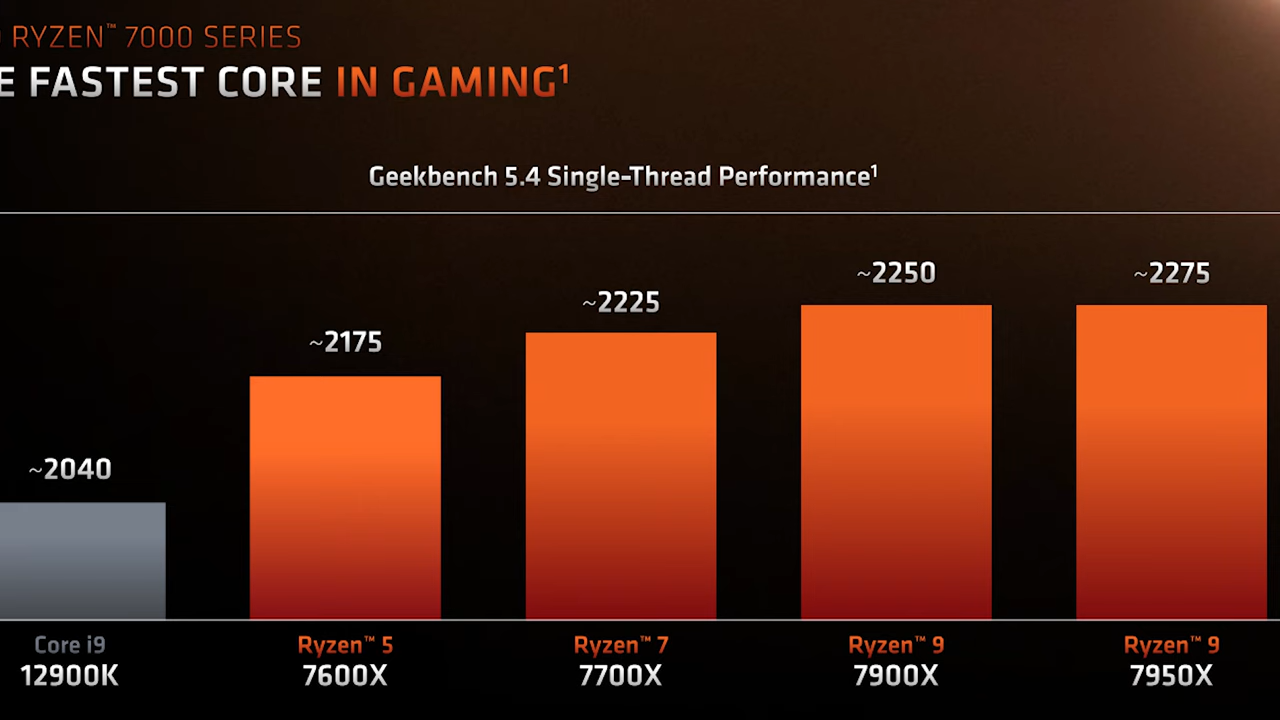 RYZEN™ 7000 SERIES
E FASTEST CORE IN GAMING¹
Geekbench 5.4 Single-Thread Performance¹
~2040
~2175
~2225
~2250
~2275
Core i9
12900K
Ryzen™ 5
7600X
Ryzen™ 7
7700X
Ryzen™ 9
7900X
Ryzen™ 9
7950X